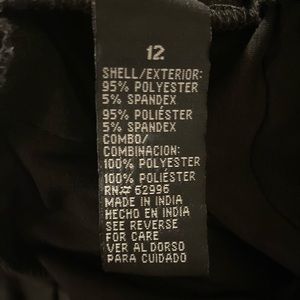 12
SHELL/EXTERIOR:
95% POLYESTER
5% SPANDEX
95% POLIÉSTER
5% SPANDEX
COMBO/
COMBINACION:
100% POLYESTER
100% POLIÉSTER
RN# 62996
MADE IN INDIA
HECHO EN INDIA
SEE REVERSE
FOR CARE
VER AL DORSO
PARA CUIDADO